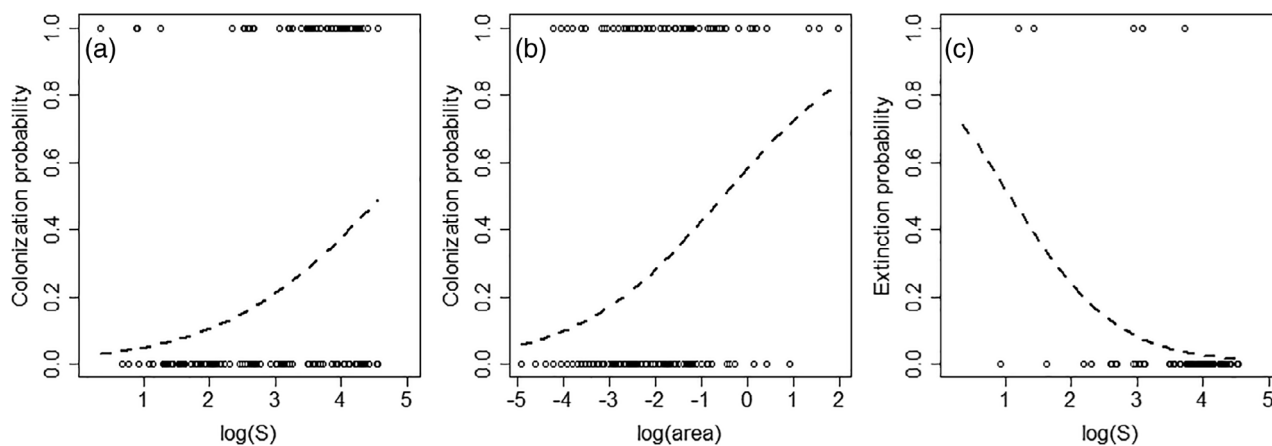 (a)
Colonization probability
0.0 0.2 0.4 0.6 0.8 1.0
1 2 3 4 5
log(S)
(b)
Colonization probability
0.0 0.2 0.4 0.6 0.8 1.0
-5 -4 -3 -2 -1 0 1 2
log(area)
(c)
Extinction probability
0.0 0.2 0.4 0.6 0.8 1.0
1 2 3 4 5
log(S)